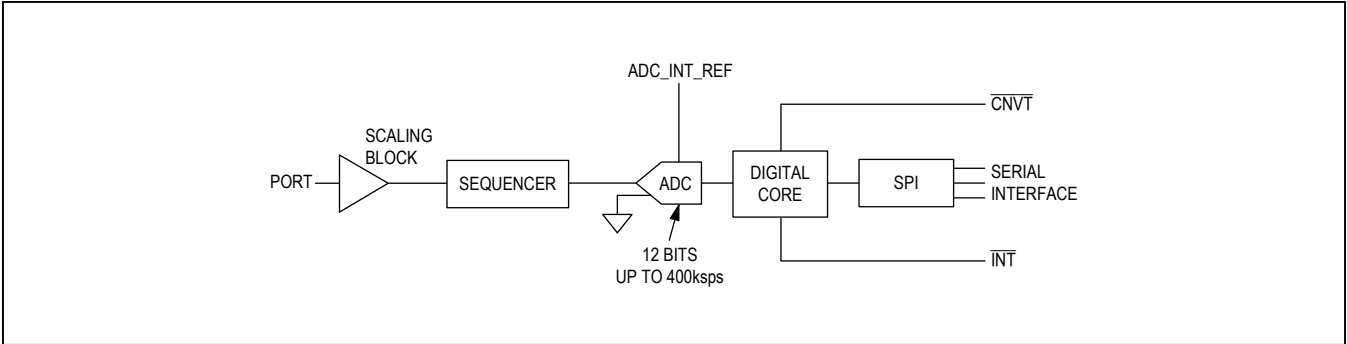 ADC_INT_REF
CNVT
SCALING
BLOCK
PORT
SEQUENCER
ADC
DIGITAL
CORE
SPI
SERIAL
INTERFACE
12 BITS
UP TO 400ksps
INT